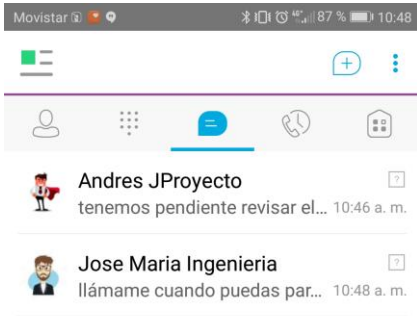 Movistar 87 % 10:48
Andres JProyecto
tenemos pendiente revisar el... 10:46 a. m.
Jose Maria Ingenieria
llámame cuando puedas par... 10:48 a. m.